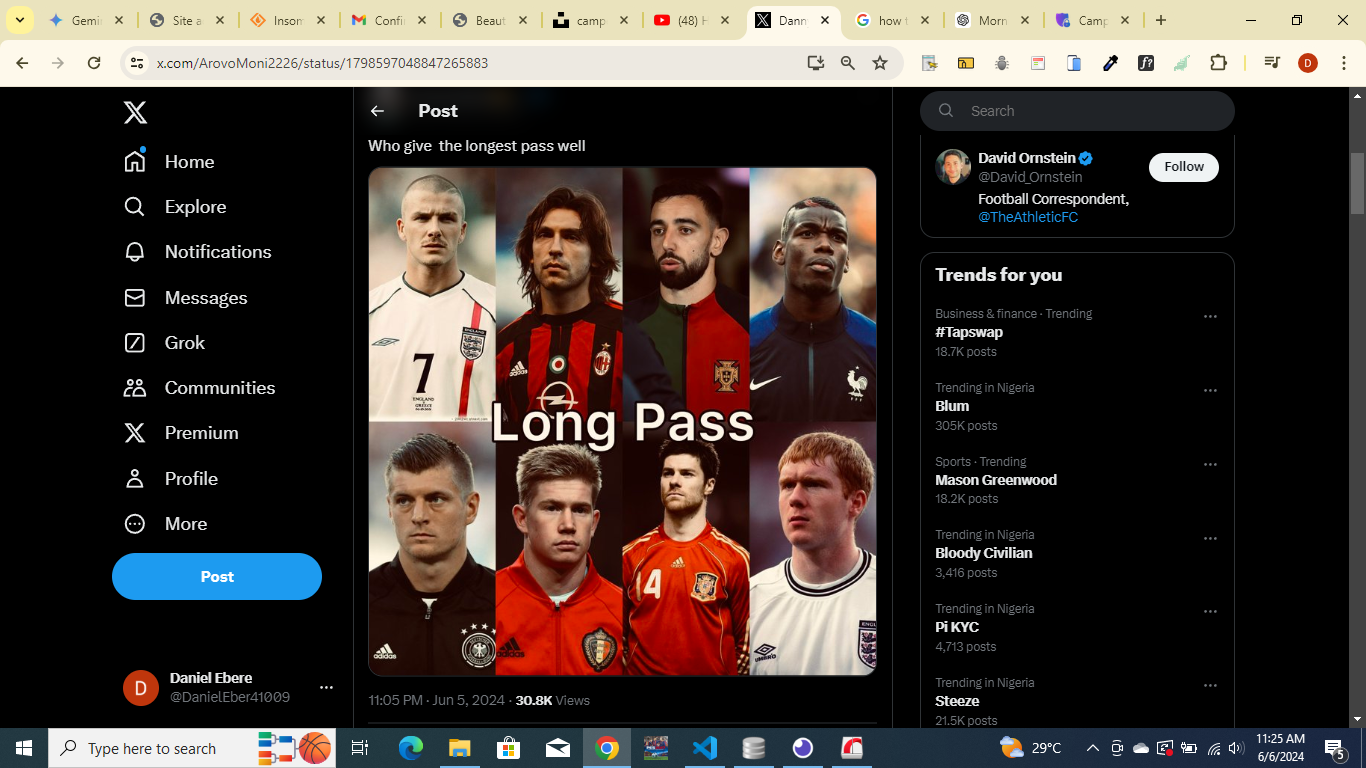 Gemi
Site a
Insom
Confi
Beaut
camp
(48) H
Dann
how t
Morn
Camp
x.com/ArovoMoni2226/status/1798597048847265883
D
Home
Explore
Notifications
Messages
Grok
Communities
Premium
Profile
More
Post
D
Daniel Ebere
@DanielEber41009
Post
Who give the longest pass well
7
ENGLAND
adidas
adidas
14
UMBRO
Long Pass
11:05 PM · Jun 5, 2024 · 30.8K Views
Search
David Ornstein
@David_Ornstein
Follow
Football Correspondent,
@TheAthleticFC
Trends for you
Business & finance · Trending
#Tapswap
18.7K posts
Trending in Nigeria
Blum
305K posts
Sports · Trending
Mason Greenwood
18.2K posts
Trending in Nigeria
Bloody Civilian
3,416 posts
Trending in Nigeria
Pi KYC
4,713 posts
Trending in Nigeria
Steeze
21.5K posts
Type here to search
29°C
11:25 AM
6/6/2024
5